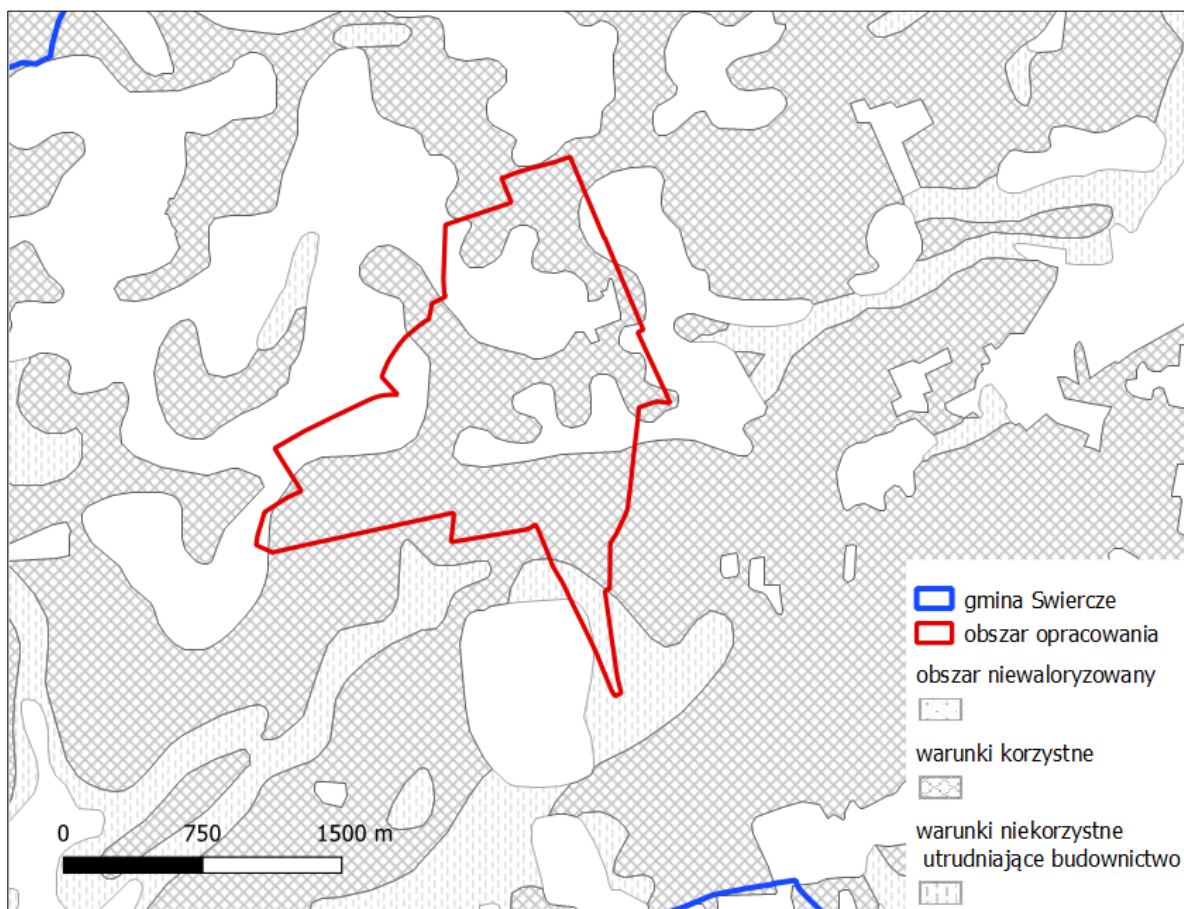 gmina Swiercze
obszar opracowania
obszar niewaloryzowany
warunki korzystne
warunki niekorzystne
utrudniające budownictwo
0 750 1500 m